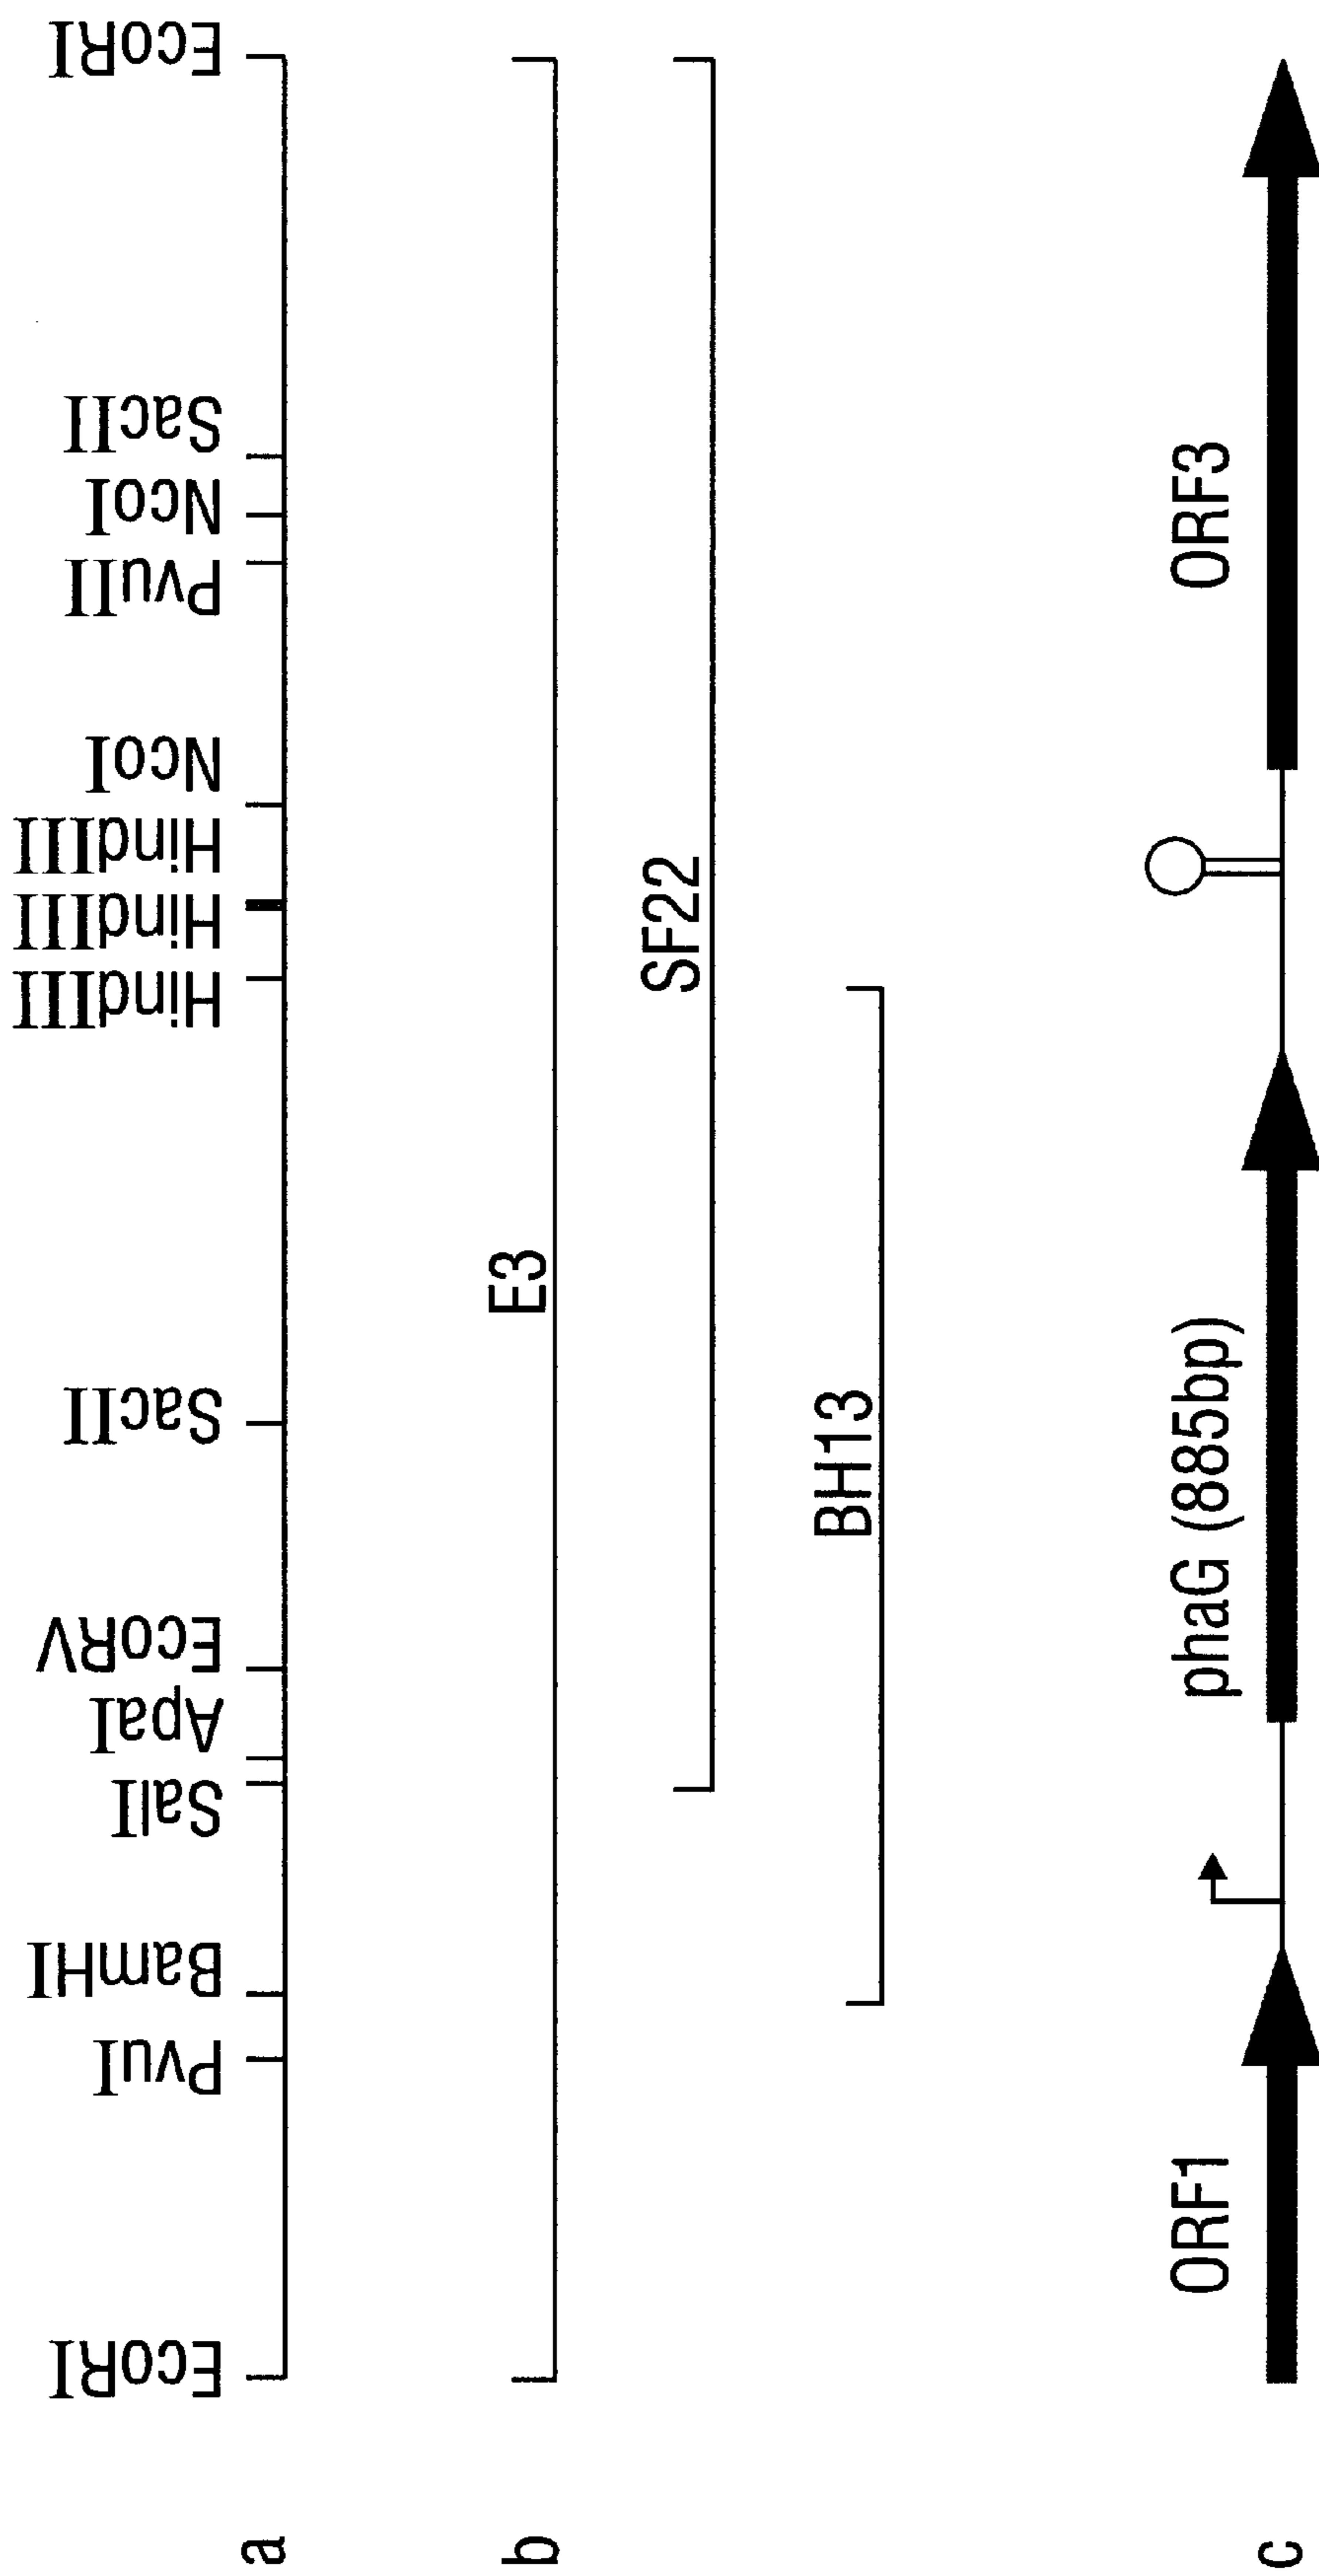 a
EcoRI
PvuI
BamHI
SalI
ApaI
EcoRV
SacII
HindIII
HindIII
HindIII
NcoI
PvuII
NcoI
SacII
EcoRI
b
E3
SF22
BH13
c
ORF1
phaG (885bp)
ORF3